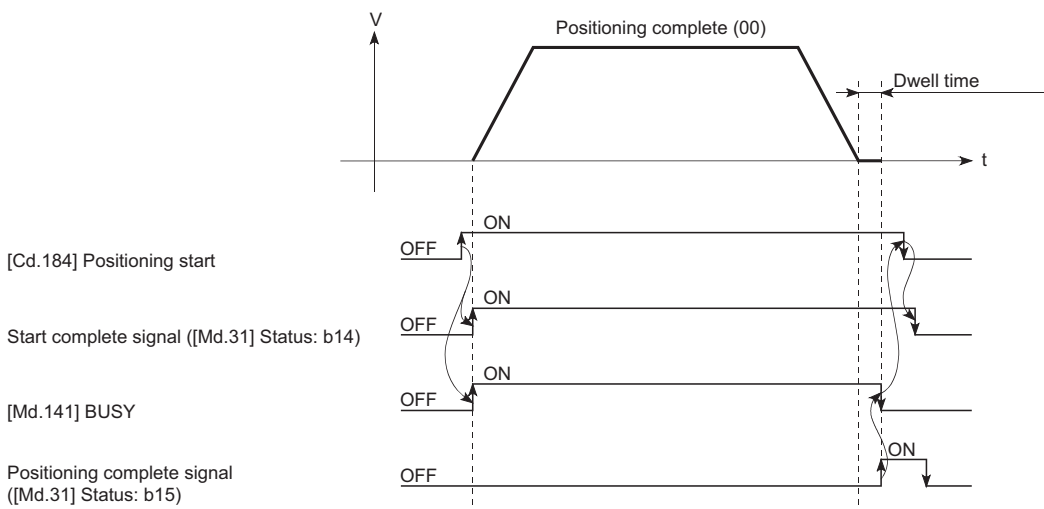 V
Positioning complete (00)
Dwell time
t
ON
OFF
[Cd.184] Positioning start
ON
OFF
Start complete signal ([Md.31] Status: b14)
ON
OFF
[Md.141] BUSY
ON
OFF
Positioning complete signal
([Md.31] Status: b15)